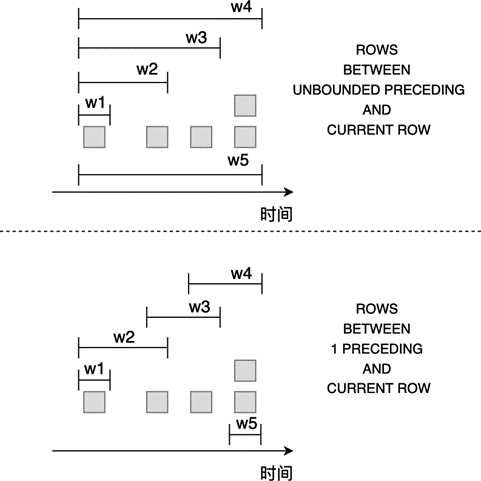 w4
w3
w2
w1
w5
时间
ROWS
BETWEEN
UNBOUNDED PRECEDING
AND
CURRENT ROW
w4
w3
w2
w1
w5
时间
ROWS
BETWEEN
1 PRECEDING
AND
CURRENT ROW